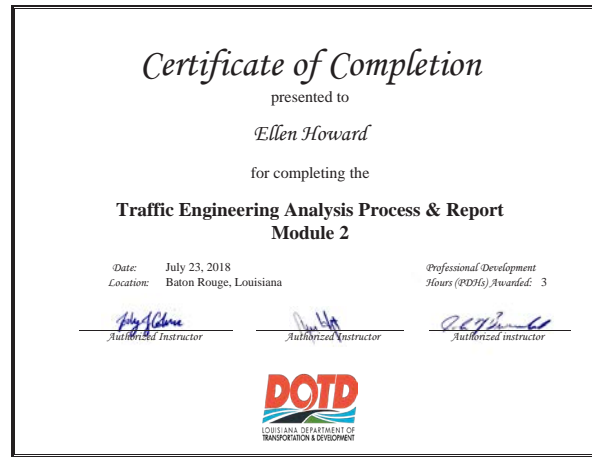 Certificate of Completion
presented to
Ellen Howard
for completing the
Traffic Engineering Analysis Process & Report
Module 2
Date: July 23, 2018
Location: Baton Rouge, Louisiana
Professional Development
Hours (PDHs) Awarded: 3
Authorized Instructor
Authorized Instructor
Authorized instructor
DOTD
LOUISIANA DEPARTMENT OF
TRANSPORTATION & DEVELOPMENT